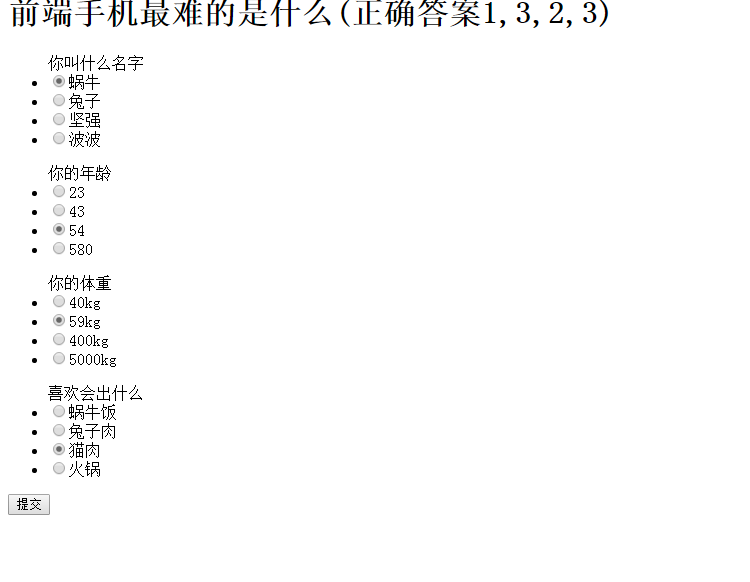 前端手机最难的是什么(正确答案1,3,2,3)
你叫什么名字
蜗牛
兔子
坚强
波波
你的年龄
23
43
54
580
你的体重
40kg
59kg
400kg
5000kg
喜欢会出什么
蜗牛饭
兔子肉
猫肉
火锅
提交